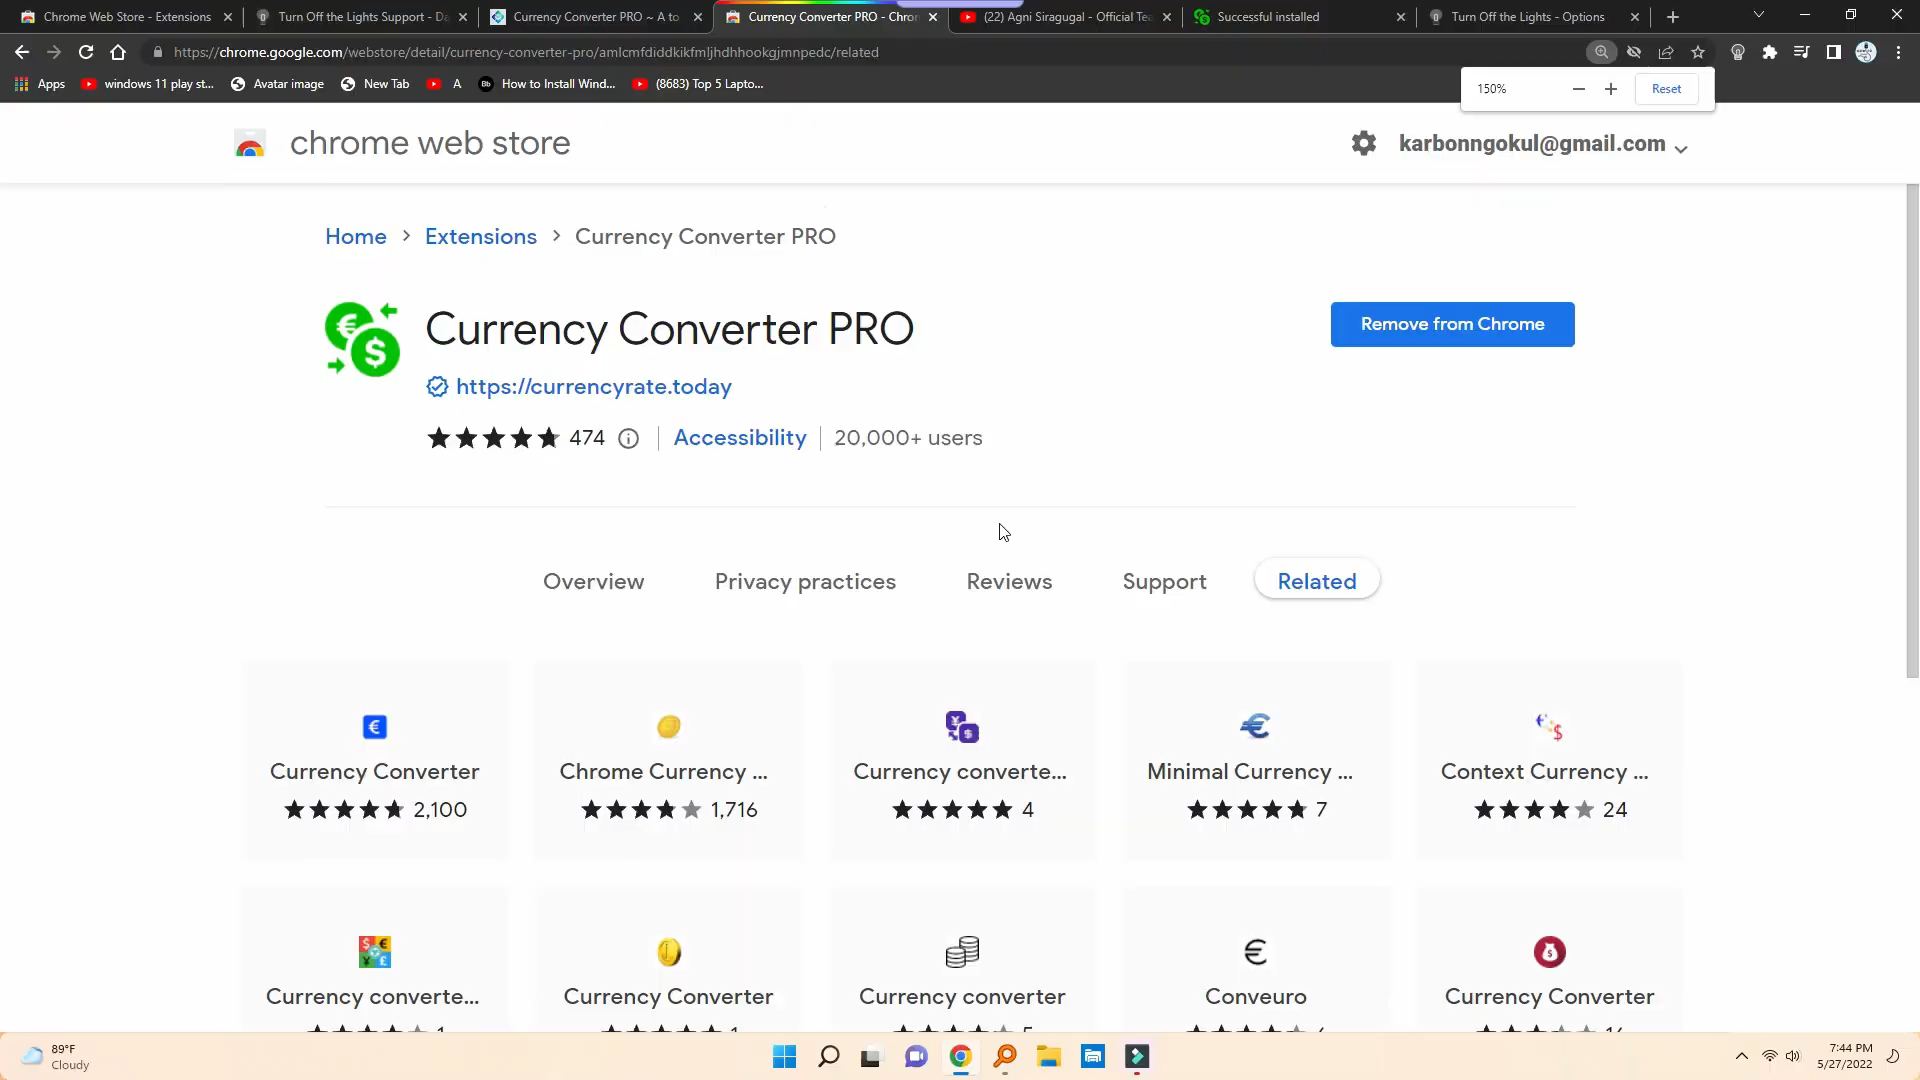 Chrome Web Store - Extensions
Turn Off the Lights Support - Da
Currency Converter PRO ~ A to
Currency Converter PRO - Chrom
(22) Agni Siragugal - Official Tea
Successful installed
Turn Off the Lights - Options
https://chrome.google.com/webstore/detail/currency-converter-pro/amlcmfdiddkikfmljhdhhookgjmnpedc/related
Apps
windows 11 play st...
Avatar image
New Tab
A
Bb
How to Install Wind...
(8683) Top 5 Lapto...
150%
Reset
chrome web store
karbonngokul@gmail.com
Home > Extensions > Currency Converter PRO
Currency Converter PRO
Remove from Chrome
https://currencyrate.today
474
Accessibility
20,000+ users
Overview
Privacy practices
Reviews
Support
Related
Currency Converter
Chrome Currency ...
Currency converte...
Minimal Currency ...
Context Currency ...
2,100
1,716
4
7
24
Currency converte...
Currency Converter
Currency converter
Conveuro
Currency Converter
89°F
Cloudy
7:44 PM
5/27/2022